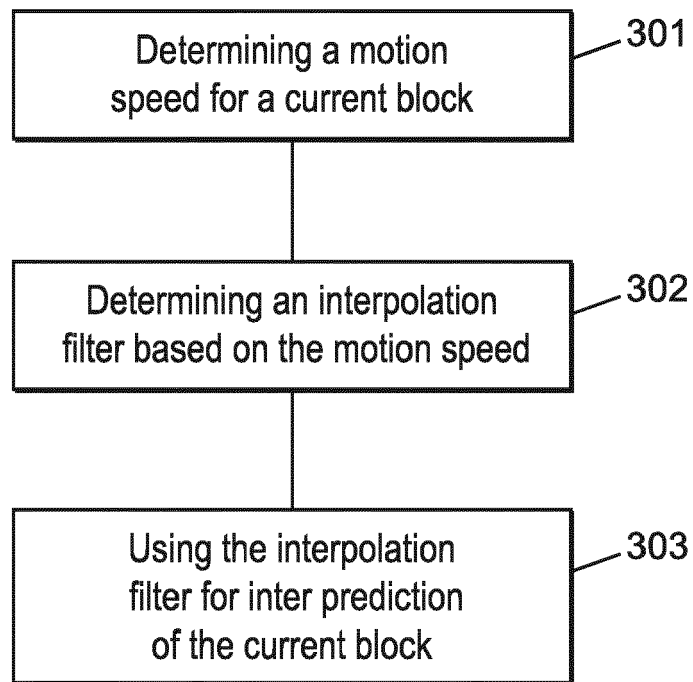 Determining a motion
speed for a current block
301
Determining an interpolation
filter based on the motion speed
302
Using the interpolation
filter for inter prediction
of the current block
303